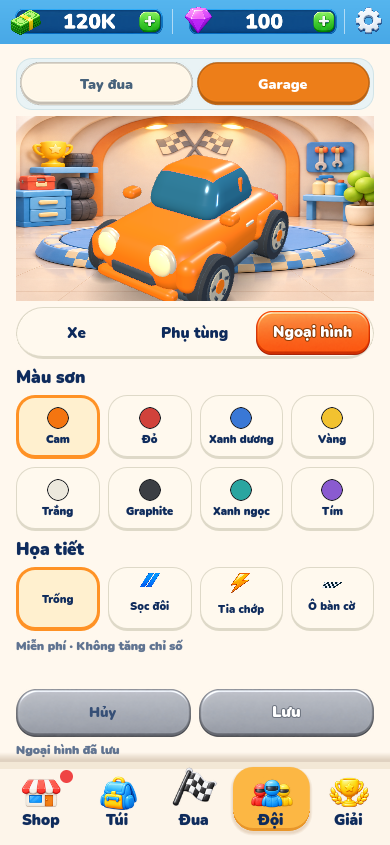 120K
100
Tay đua
Garage
Xe
Phụ tùng
Ngoại hình
Màu sơn
Cam
Đỏ
Xanh dương
Vàng
Trắng
Graphite
Xanh ngọc
Tím
Họa tiết
Trống
Sọc đôi
Tia chớp
Ô bàn cờ
Miễn phí · Không tăng chỉ số
Hủy
Lưu
Ngoại hình đã lưu
Shop
Túi
Đua
Đội
Giải